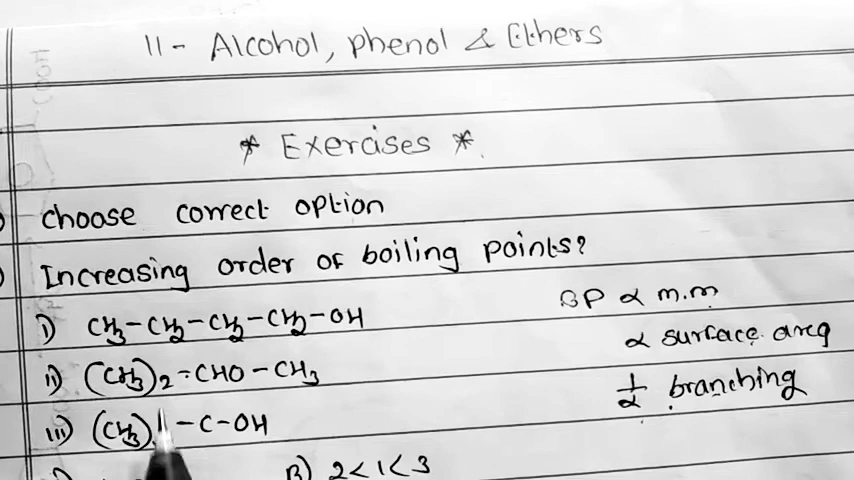 11- Alcohol, phenol & Ethers
* Exercises *
choose correct option
Increasing order of boiling points?
i) CH3-CH2-CH2-CH2-OH
BP ∝ m.m
∝ surface area
ii) (CH3)2=CHO-CH3
1/∝ branching
iii) (CH3) -C-OH
B) 2<1<3